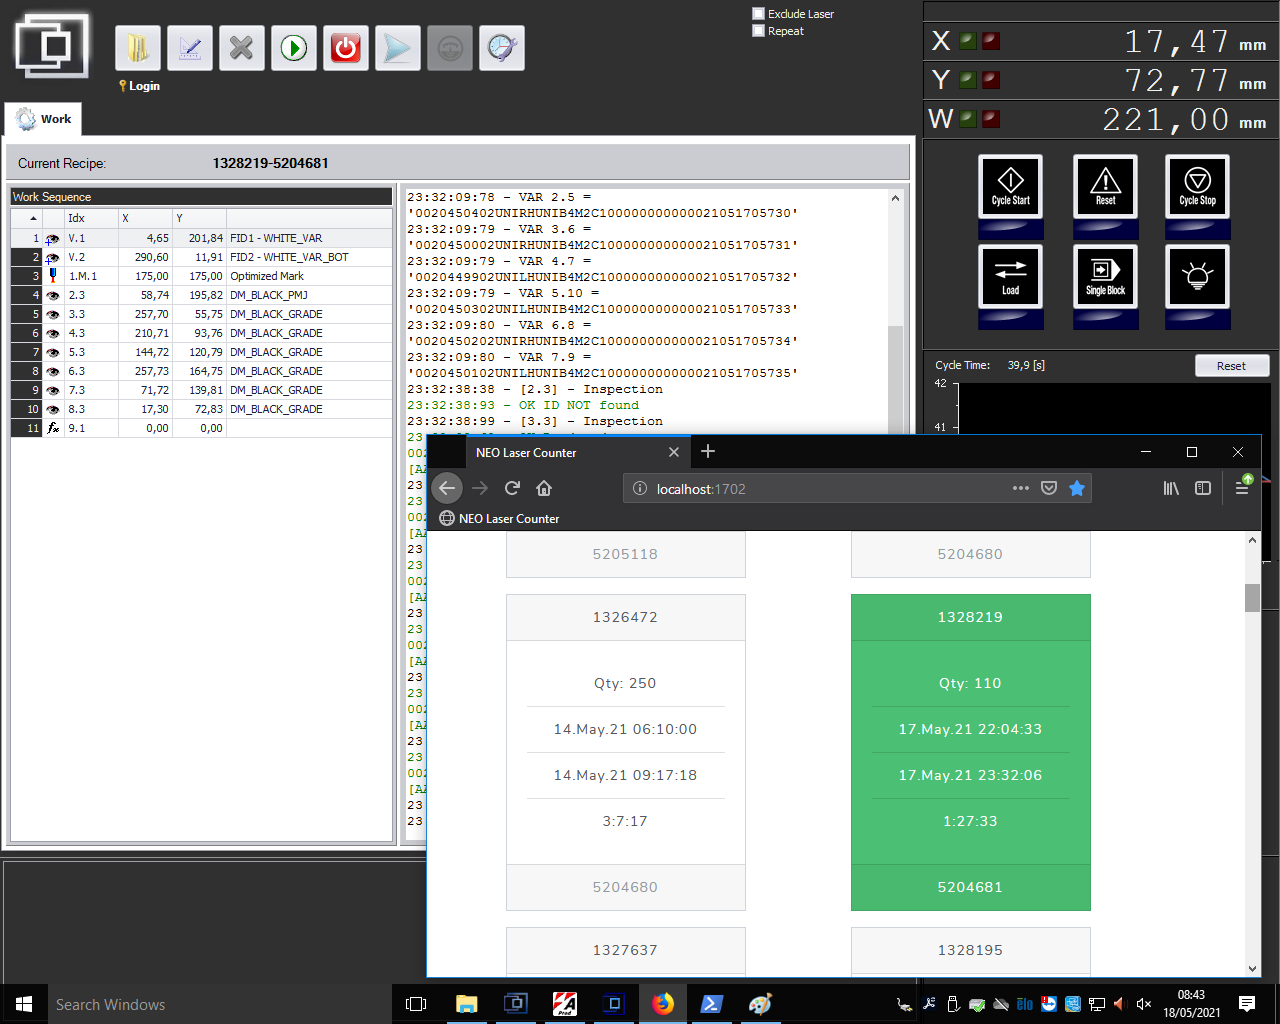 Exclude Laser
Repeat
Login
Work
Current Recipe: 1328219-5204681
Work Sequence
Idx X Y
1 V.1 4,65 201,84 FID1 - WHITE_VAR
2 V.2 290,60 11,91 FID2 - WHITE_VAR_BOT
3 1.M.1 175,00 175,00 Optimized Mark
4 2.3 58,74 195,82 DM_BLACK_PMJ
5 3.3 257,70 55,75 DM_BLACK_GRADE
6 4.3 210,71 93,76 DM_BLACK_GRADE
7 5.3 144,72 120,79 DM_BLACK_GRADE
8 6.3 257,73 164,75 DM_BLACK_GRADE
9 7.3 71,72 139,81 DM_BLACK_GRADE
10 8.3 17,30 72,83 DM_BLACK_GRADE
11 9.1 0,00 0,00
23:32:09:78 - VAR 2.5 =
'0020450402UNIRHUNIB4M2C1000000000000021051705730'
23:32:09:79 - VAR 3.6 =
'0020450002UNIRHUNIB4M2C1000000000000021051705731'
23:32:09:79 - VAR 4.7 =
'0020449902UNILHUNIB4M2C1000000000000021051705732'
23:32:09:79 - VAR 5.10 =
'0020450302UNILHUNIB4M2C1000000000000021051705733'
23:32:09:80 - VAR 6.8 =
'0020450202UNIRHUNIB4M2C1000000000000021051705734'
23:32:09:80 - VAR 7.9 =
'0020450102UNILHUNIB4M2C1000000000000021051705735'
23:32:38:38 - [2.3] - Inspection
23:32:38:93 - OK ID NOT found
23:32:38:99 - [3.3] - Inspection
X 17,47 mm
Y 72,77 mm
W 221,00 mm
Cycle Start Reset Cycle Stop
Load Single Block
Cycle Time: 39,9 [s] Reset
42
41
NEO Laser Counter
localhost:1702
NEO Laser Counter
5205118
5204680
1326472
Qty: 250
14.May.21 06:10:00
14.May.21 09:17:18
3:7:17
5204680
1328219
Qty: 110
17.May.21 22:04:33
17.May.21 23:32:06
1:27:33
5204681
1327637
1328195
Search Windows
08:43
18/05/2021